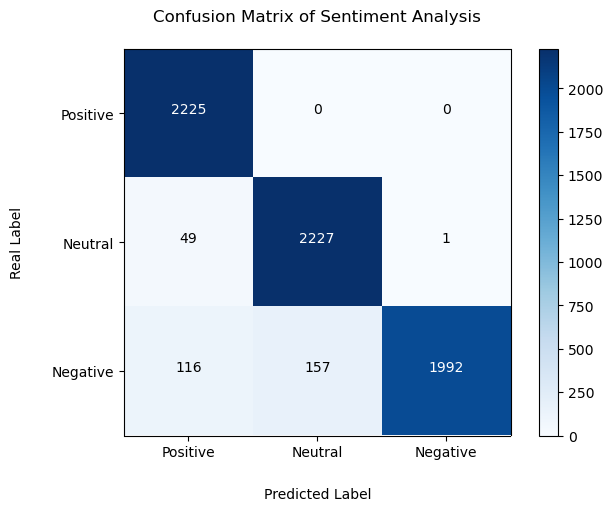 Confusion Matrix of Sentiment Analysis
Real Label
Positive 2225 0 0
Neutral 49 2227 1
Negative 116 157 1992
Positive Neutral Negative
Predicted Label
2000
1750
1500
1250
1000
750
500
250
0